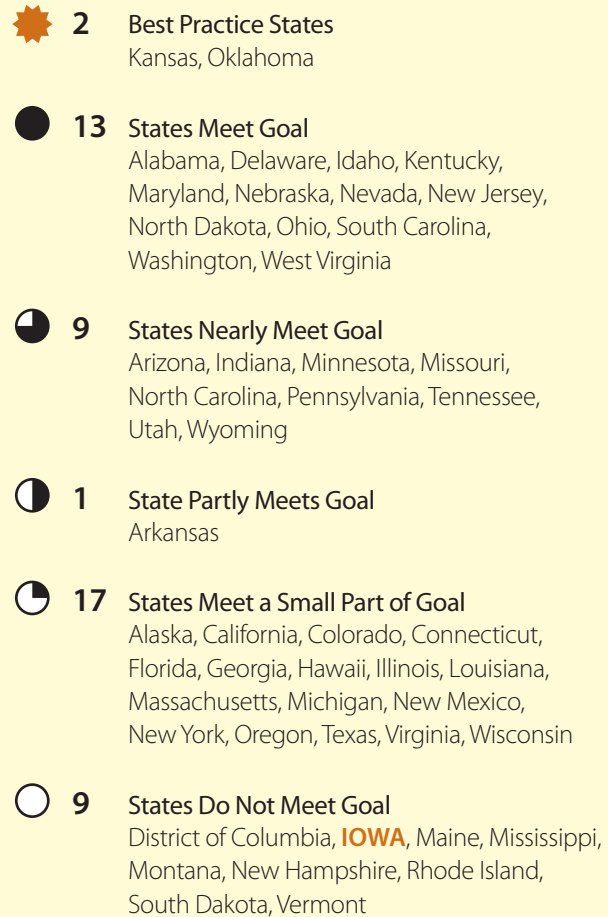 2 Best Practice States
Kansas, Oklahoma
13 States Meet Goal
Alabama, Delaware, Idaho, Kentucky,
Maryland, Nebraska, Nevada, New Jersey,
North Dakota, Ohio, South Carolina,
Washington, West Virginia
9 States Nearly Meet Goal
Arizona, Indiana, Minnesota, Missouri,
North Carolina, Pennsylvania, Tennessee,
Utah, Wyoming
1 State Partly Meets Goal
Arkansas
17 States Meet a Small Part of Goal
Alaska, California, Colorado, Connecticut,
Florida, Georgia, Hawaii, Illinois, Louisiana,
Massachusetts, Michigan, New Mexico,
New York, Oregon, Texas, Virginia, Wisconsin
9 States Do Not Meet Goal
District of Columbia, IOWA, Maine, Mississippi,
Montana, New Hampshire, Rhode Island,
South Dakota, Vermont